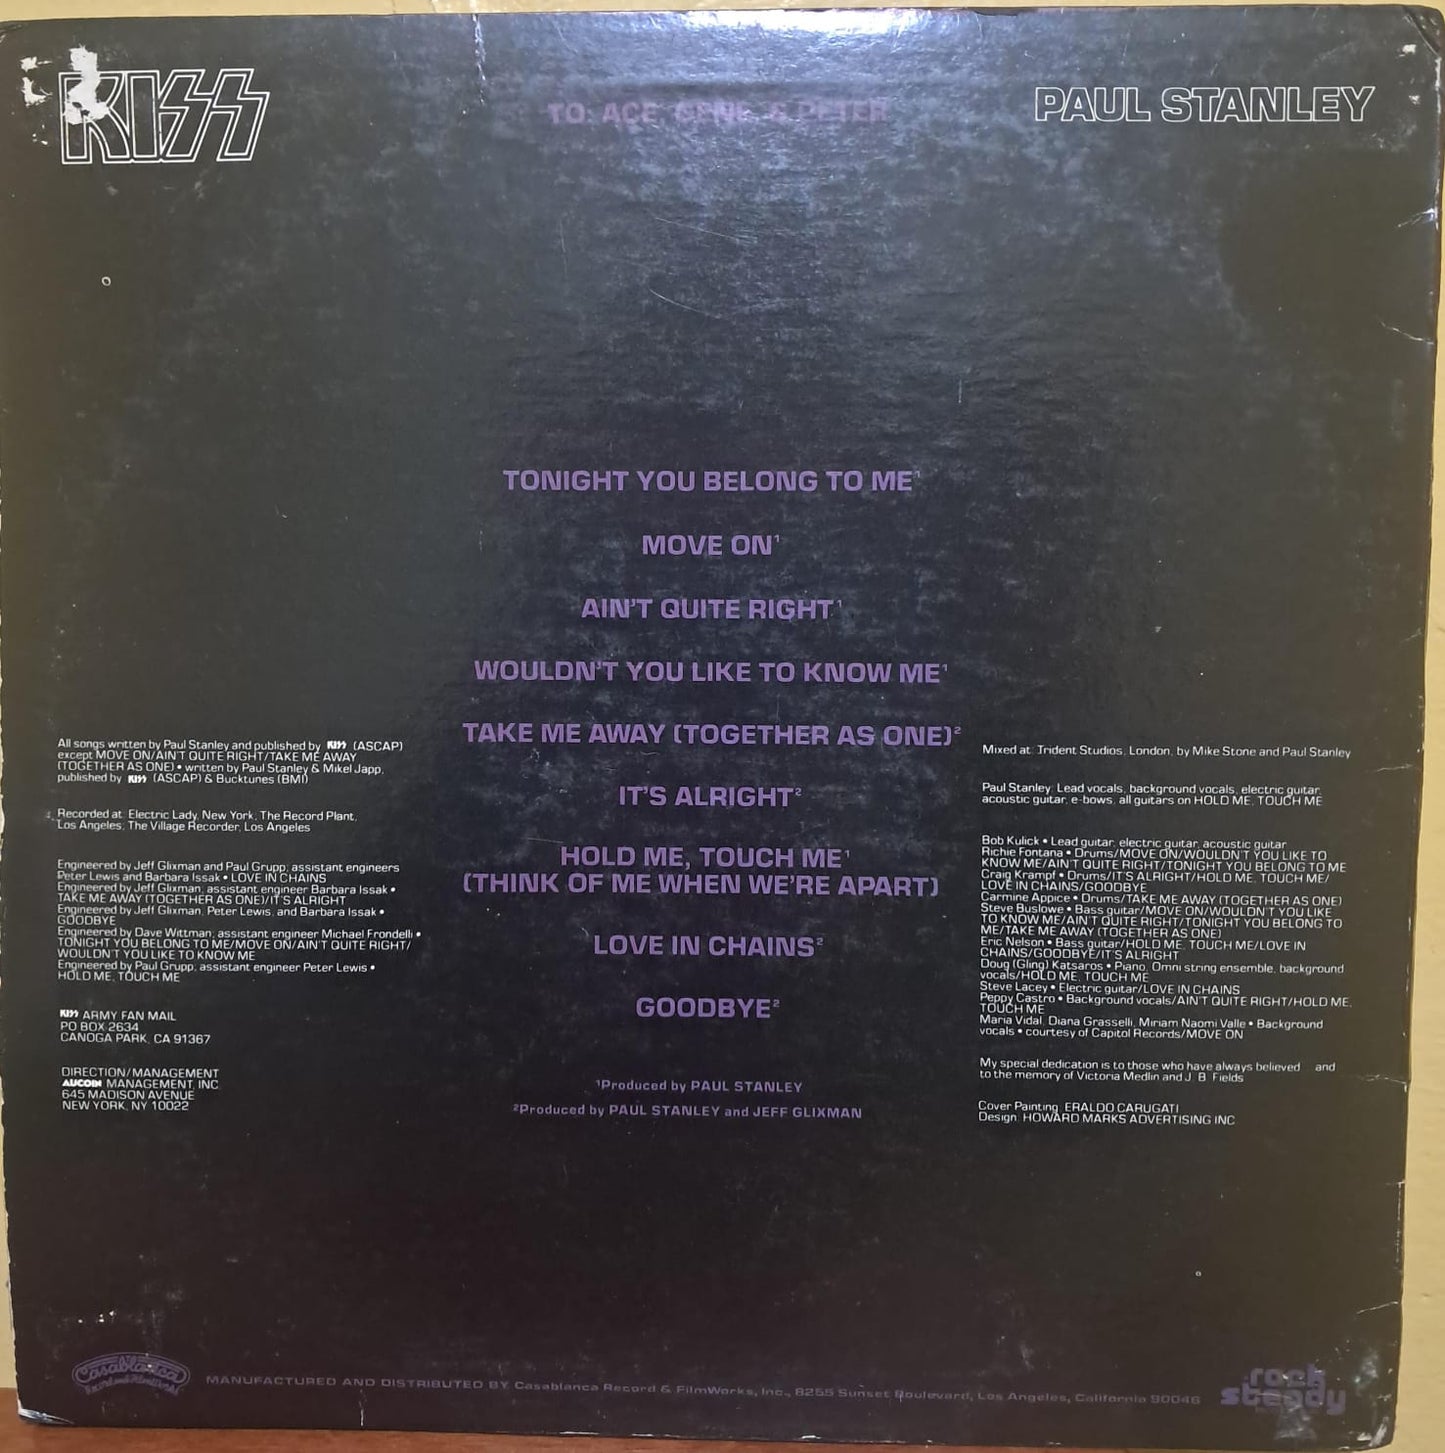 KISS
TO: ACE, GENE, & PETER
PAUL STANLEY
TONIGHT YOU BELONG TO ME¹
MOVE ON¹
AIN'T QUITE RIGHT¹
WOULDN'T YOU LIKE TO KNOW ME¹
TAKE ME AWAY (TOGETHER AS ONE)²
IT'S ALRIGHT²
HOLD ME, TOUCH ME¹
(THINK OF ME WHEN WE'RE APART)
LOVE IN CHAINS²
GOODBYE²
¹Produced by PAUL STANLEY
²Produced by PAUL STANLEY and JEFF GLIXMAN
All songs written by Paul Stanley and published by KISS (ASCAP)
except MOVE ON/AIN'T QUITE RIGHT/TAKE ME AWAY
(TOGETHER AS ONE) • written by Paul Stanley & Mikel Japp,
published by KISS (ASCAP) & Bucktunes (BMI)
Recorded at: Electric Lady, New York; The Record Plant,
Los Angeles; The Village Recorder, Los Angeles
Engineered by Jeff Glixman and Paul Grupp; assistant engineers
Peter Lewis and Barbara Issak • LOVE IN CHAINS
Engineered by Jeff Glixman; assistant engineer Barbara Issak •
TAKE ME AWAY (TOGETHER AS ONE)/IT'S ALRIGHT
Engineered by Jeff Glixman, Peter Lewis, and Barbara Issak •
GOODBYE
Engineered by Dave Wittman; assistant engineer Michael Frondelli •
TONIGHT YOU BELONG TO ME/MOVE ON/AIN'T QUITE RIGHT/
WOULDN'T YOU LIKE TO KNOW ME
Engineered by Paul Grupp; assistant engineer Peter Lewis •
HOLD ME, TOUCH ME
KISS ARMY FAN MAIL
PO BOX 2634
CANOGA PARK, CA 91367
DIRECTION/MANAGEMENT
AUCOIN MANAGEMENT, INC.
645 MADISON AVENUE
NEW YORK, NY 10022
Mixed at: Trident Studios, London, by Mike Stone and Paul Stanley
Paul Stanley: Lead vocals, background vocals, electric guitar,
acoustic guitar, e-bows, all guitars on HOLD ME, TOUCH ME
Bob Kulick • Lead guitar, electric guitar, acoustic guitar
Richie Fontana • Drums/MOVE ON/WOULDN'T YOU LIKE TO
KNOW ME/AIN'T QUITE RIGHT/TONIGHT YOU BELONG TO ME
Craig Krampf • Drums/IT'S ALRIGHT/HOLD ME, TOUCH ME/
LOVE IN CHAINS/GOODBYE
Carmine Appice • Drums/TAKE ME AWAY (TOGETHER AS ONE)
Steve Buslowe • Bass guitar/MOVE ON/WOULDN'T YOU LIKE
TO KNOW ME/AIN'T QUITE RIGHT/TONIGHT YOU BELONG TO
ME/TAKE ME AWAY (TOGETHER AS ONE)
Eric Nelson • Bass guitar/HOLD ME, TOUCH ME/LOVE IN
CHAINS/GOODBYE/IT'S ALRIGHT
Doug (Gling) Katsaros • Piano, Omni string ensemble, background
vocals/HOLD ME, TOUCH ME
Steve Lacey • Electric guitar/LOVE IN CHAINS
Peppy Castro • Background vocals/AIN'T QUITE RIGHT/HOLD ME,
TOUCH ME
Maria Vidal, Diana Grasselli, Miriam Naomi Valle • Background
vocals • courtesy of Capitol Records/MOVE ON
My special dedication is to those who have always believed... and
to the memory of Victoria Medlin and J. B. Fields
Cover Painting: ERALDO CARUGATI
Design: HOWARD MARKS ADVERTISING INC.
Casablanca
Record and FilmWorks
MANUFACTURED AND DISTRIBUTED BY Casablanca Record & FilmWorks, Inc., 8255 Sunset Boulevard, Los Angeles, California 90046
rock
steady